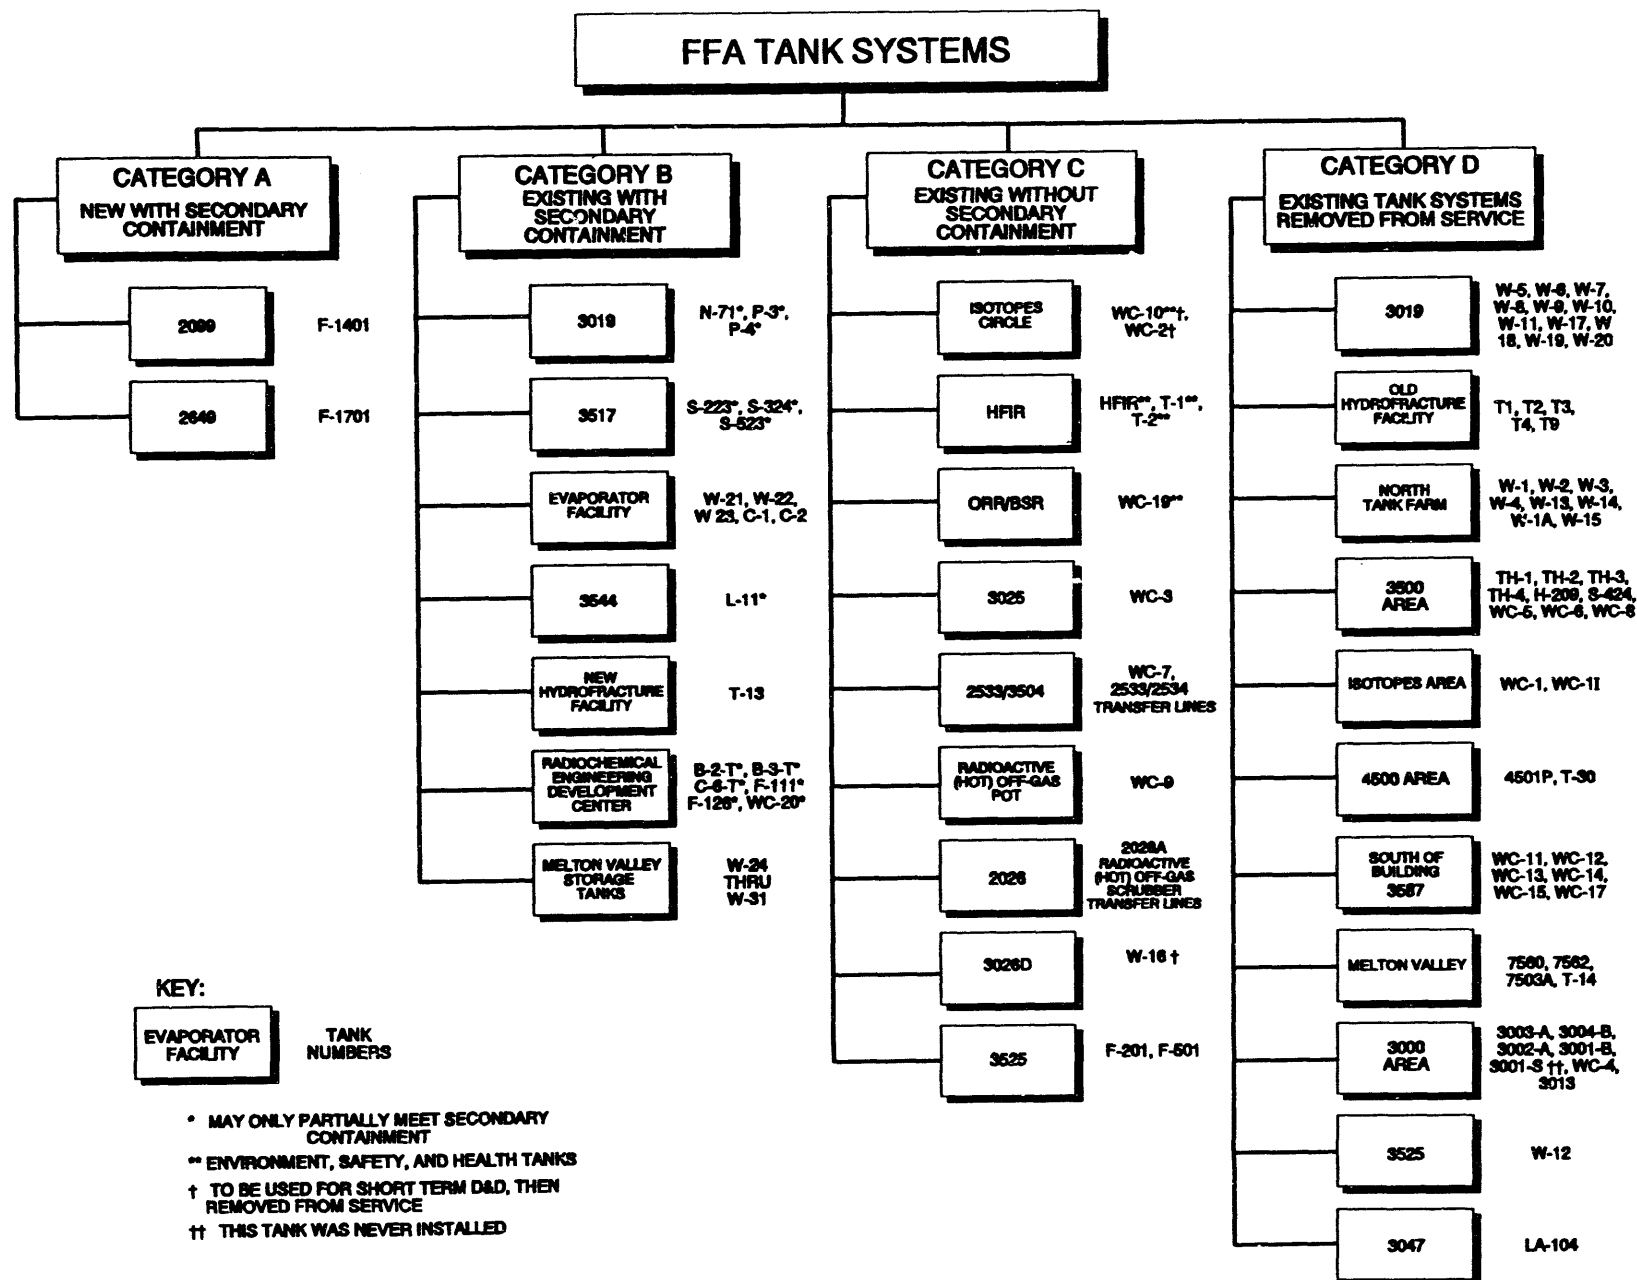 FFA TANK SYSTEMS
CATEGORY A
NEW WITH SECONDARY
CONTAINMENT
2099
F-1401
2649
F-1701
CATEGORY B
EXISTING WITH
SECONDARY
CONTAINMENT
3019
N-71*, P-3*,
P-4*
3517
S-223*, S-324*,
S-523*
EVAPORATOR
FACILITY
W-21, W-22,
W 23, C-1, C-2
3544
L-11*
NEW
HYDROFRACTURE
FACILITY
T-13
RADIOCHEMICAL
ENGINEERING
DEVELOPMENT
CENTER
B-2-T*, B-3-T*
C-6-T*, F-111*
F-126*, WC-20*
MELTON VALLEY
STORAGE
TANKS
W-24
THRU
W-31
CATEGORY C
EXISTING WITHOUT
SECONDARY
CONTAINMENT
ISOTOPES
CIRCLE
WC-10**†,
WC-2†
HFIR
HFIR**, T-1**,
T-2**
ORR/BSR
WC-19**
3025
WC-3
2533/3504
WC-7,
2533/2534
TRANSFER LINES
RADIOACTIVE
(HOT) OFF-GAS
POT
WC-9
2026
2026A
RADIOACTIVE
(HOT) OFF-GAS
SCRUBBER
TRANSFER LINES
3026D
W-16 †
3525
F-201, F-501
CATEGORY D
EXISTING TANK SYSTEMS
REMOVED FROM SERVICE
3019
W-5, W-6, W-7,
W-8, W-9, W-10,
W-11, W-17, W
18, W-19, W-20
OLD
HYDROFRACTURE
FACILITY
T1, T2, T3,
T4, T9
NORTH
TANK FARM
W-1, W-2, W-3,
W-4, W-13, W-14,
W-1A, W-15
3500
AREA
TH-1, TH-2, TH-3,
TH-4, H-209, S-424,
WC-5, WC-6, WC-8
ISOTOPES AREA
WC-1, WC-1I
4500 AREA
4501P, T-30
SOUTH OF
BUILDING
3587
WC-11, WC-12,
WC-13, WC-14,
WC-15, WC-17
MELTON VALLEY
7560, 7562,
7503A, T-14
3000
AREA
3003-A, 3004-B,
3002-A, 3001-B,
3001-S ††, WC-4,
3013
3525
W-12
3047
LA-104
KEY:
EVAPORATOR
FACILITY
TANK
NUMBERS
* MAY ONLY PARTIALLY MEET SECONDARY
CONTAINMENT
** ENVIRONMENT, SAFETY, AND HEALTH TANKS
† TO BE USED FOR SHORT TERM D&D, THEN
REMOVED FROM SERVICE
†† THIS TANK WAS NEVER INSTALLED